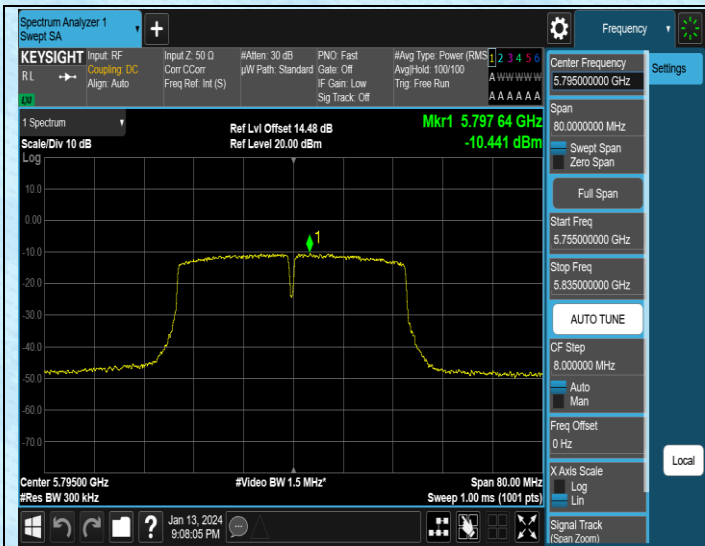 Spectrum Analyzer 1
Swept SA
Frequency
KEYSIGHT
RL
LXI
Input: RF
Coupling: DC
Align: Auto
Input Z: 50 Ω
Corr CCorr
Freq Ref: Int (S)
#Atten: 30 dB
µW Path: Standard
PNO: Fast
Gate: Off
IF Gain: Low
Sig Track: Off
#Avg Type: Power (RMS
Avg|Hold: 100/100
Trig: Free Run
1 2 3 4 5 6
A W W W W W
A A A A A A
1 Spectrum
Scale/Div 10 dB
Log
Ref Lvl Offset 14.48 dB
Ref Level 20.00 dBm
Mkr1 5.797 64 GHz
-10.441 dBm
10.0
0.00
-10.0
-20.0
-30.0
-40.0
-50.0
-60.0
-70.0
1
Center 5.79500 GHz
#Res BW 300 kHz
#Video BW 1.5 MHz*
Span 80.00 MHz
Sweep 1.00 ms (1001 pts)
Jan 13, 2024
9:08:05 PM
Center Frequency
5.795000000 GHz
Span
80.0000000 MHz
Swept Span
Zero Span
Full Span
Start Freq
5.755000000 GHz
Stop Freq
5.835000000 GHz
AUTO TUNE
CF Step
8.000000 MHz
Auto
Man
Freq Offset
0 Hz
X Axis Scale
Log
Lin
Signal Track
(Span Zoom)
Settings
Local